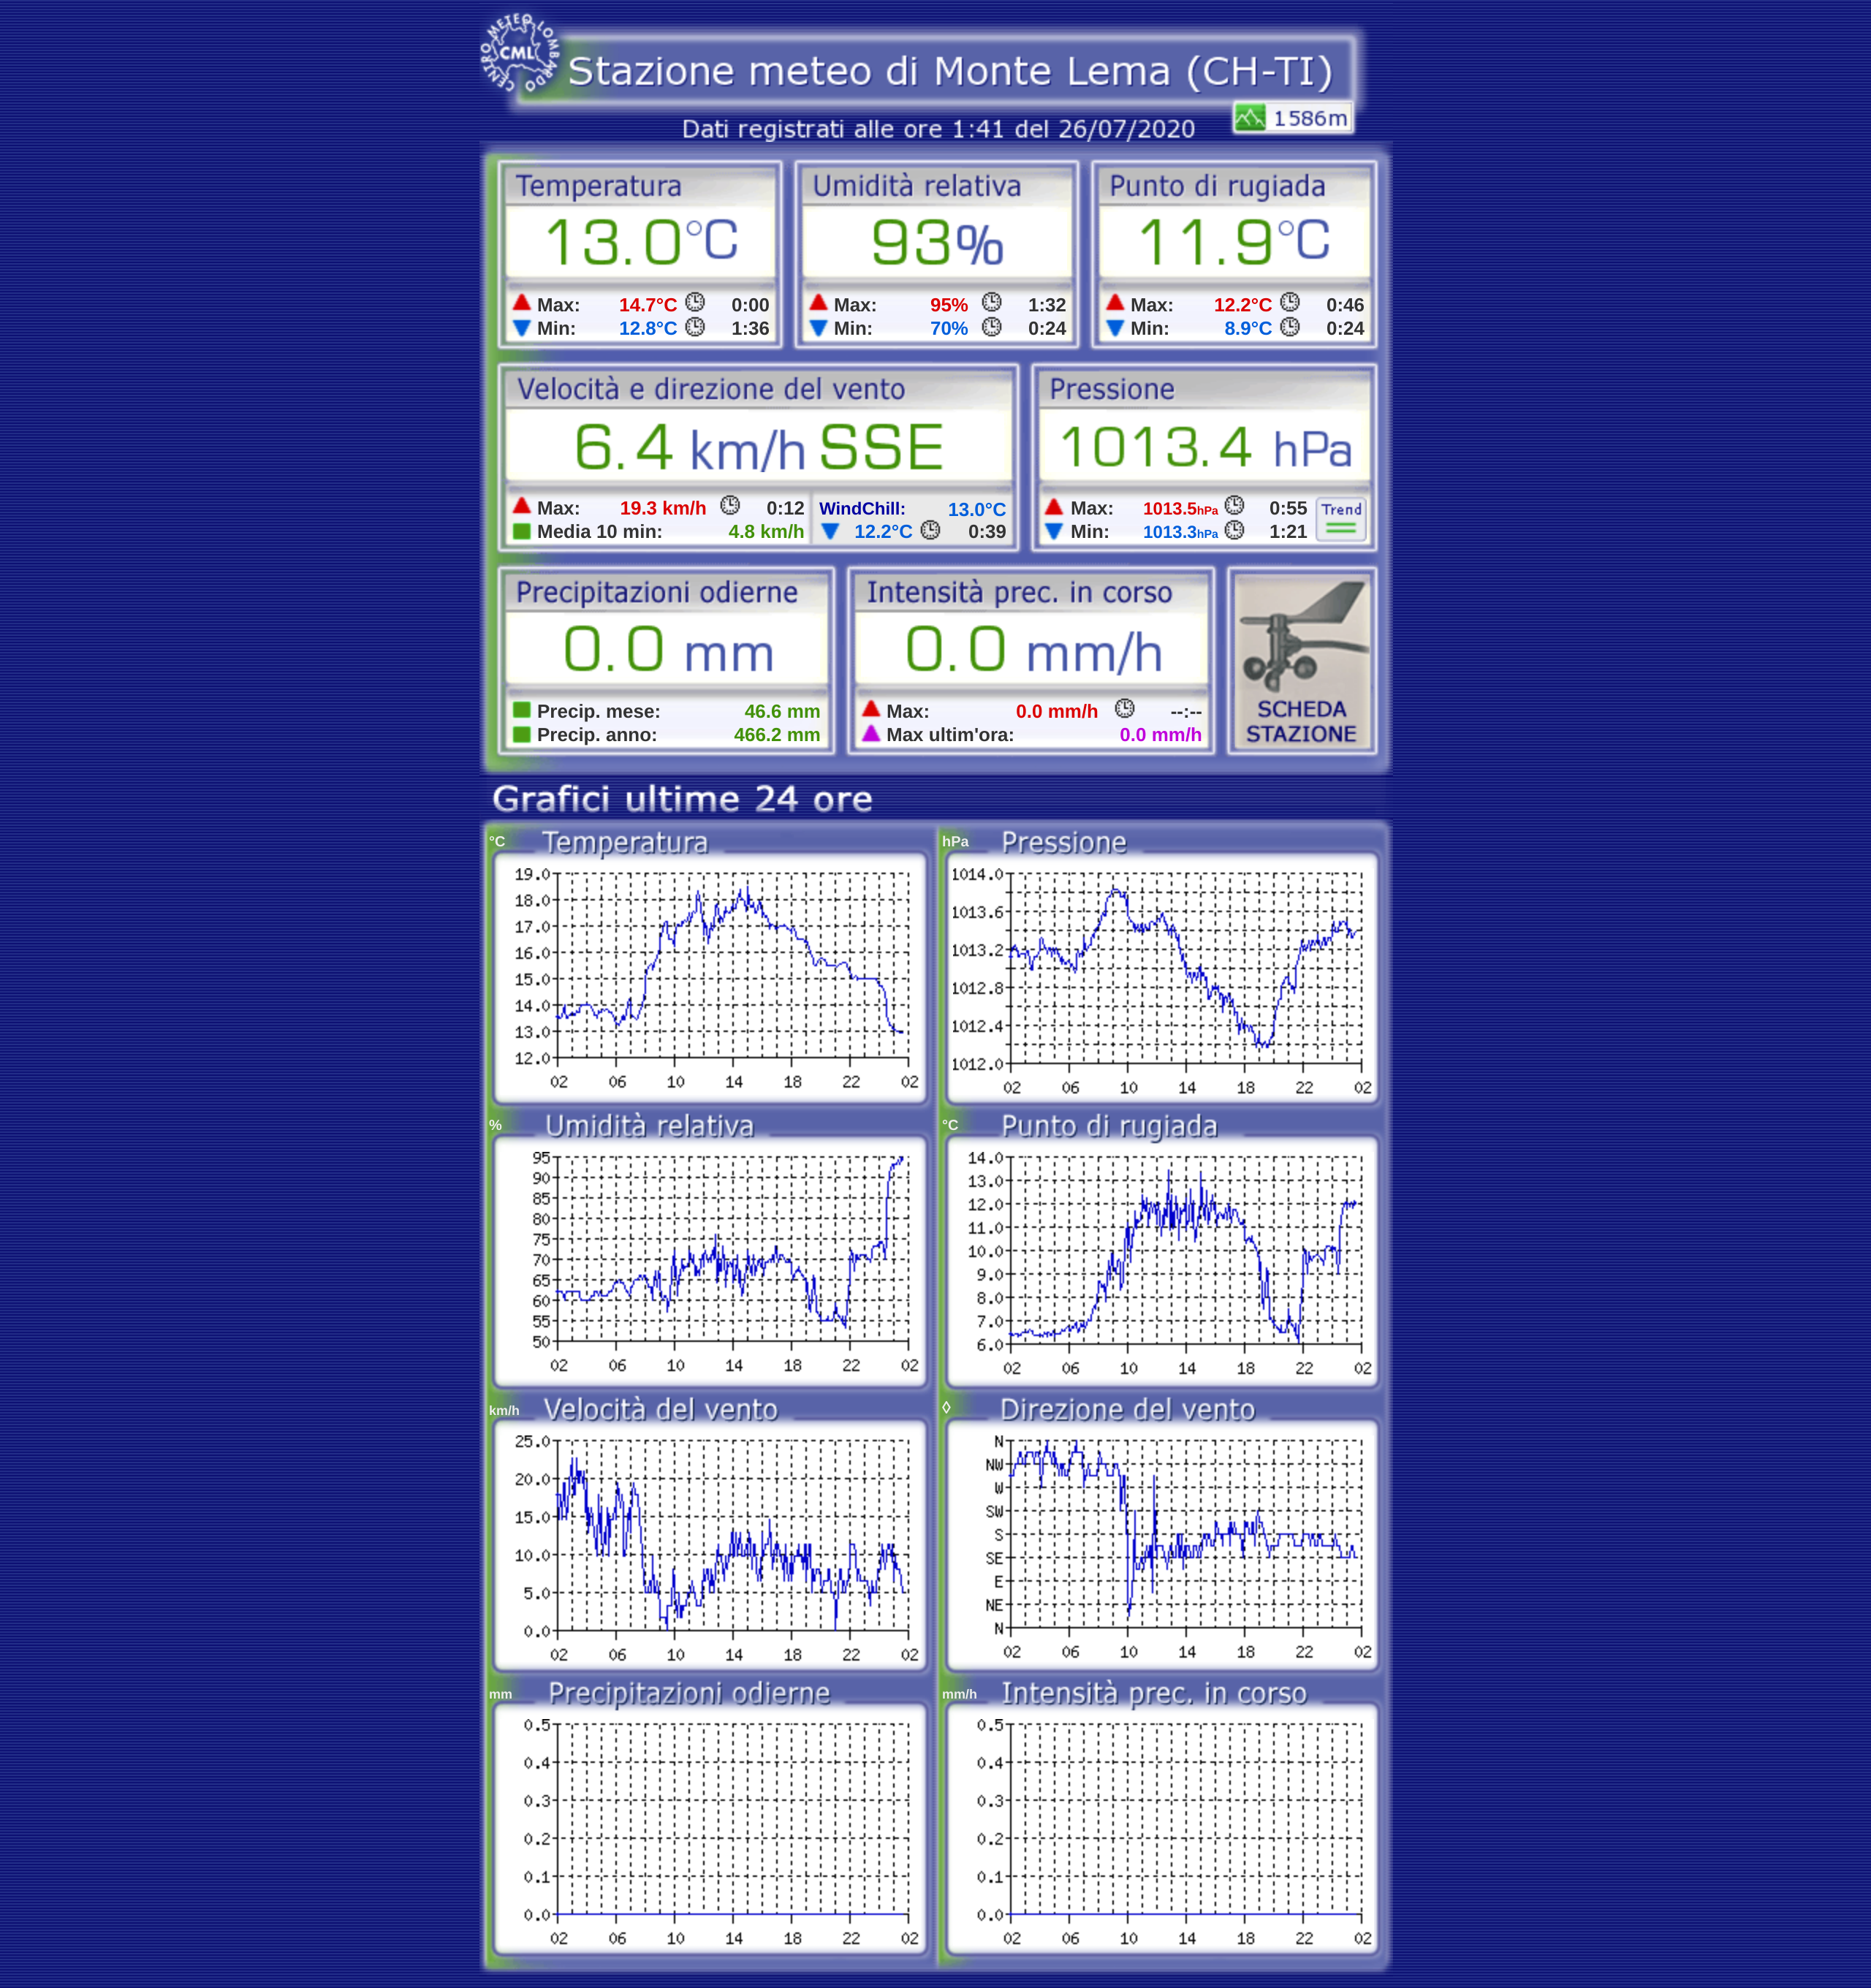 CENTRO METEO LOMBARDO
CML
Stazione meteo di Monte Lema (CH-TI)
1586m
Dati registrati alle ore 1:41 del 26/07/2020
Temperatura
13.0°C
Max: 14.7°C 0:00
Min: 12.8°C 1:36
Umidità relativa
93%
Max: 95% 1:32
Min: 70% 0:24
Punto di rugiada
11.9°C
Max: 12.2°C 0:46
Min: 8.9°C 0:24
Velocità e direzione del vento
6.4 km/h SSE
Max: 19.3 km/h 0:12
Media 10 min: 4.8 km/h
WindChill: 13.0°C
12.2°C 0:39
Pressione
1013.4 hPa
Max: 1013.5hPa 0:55
Min: 1013.3hPa 1:21
Trend
Precipitazioni odierne
0.0 mm
Precip. mese: 46.6 mm
Precip. anno: 466.2 mm
Intensità prec. in corso
0.0 mm/h
Max: 0.0 mm/h --:--
Max ultim'ora: 0.0 mm/h
SCHEDA
STAZIONE
Grafici ultime 24 ore
°C Temperatura
19.0
18.0
17.0
16.0
15.0
14.0
13.0
12.0
02 06 10 14 18 22 02
hPa Pressione
1014.0
1013.6
1013.2
1012.8
1012.4
1012.0
02 06 10 14 18 22 02
% Umidità relativa
95
90
85
80
75
70
65
60
55
50
02 06 10 14 18 22 02
°C Punto di rugiada
14.0
13.0
12.0
11.0
10.0
9.0
8.0
7.0
6.0
02 06 10 14 18 22 02
km/h Velocità del vento
25.0
20.0
15.0
10.0
5.0
0.0
02 06 10 14 18 22 02
◊ Direzione del vento
N
NW
W
SW
S
SE
E
NE
N
02 06 10 14 18 22 02
mm Precipitazioni odierne
0.5
0.4
0.3
0.2
0.1
0.0
02 06 10 14 18 22 02
mm/h Intensità prec. in corso
0.5
0.4
0.3
0.2
0.1
0.0
02 06 10 14 18 22 02